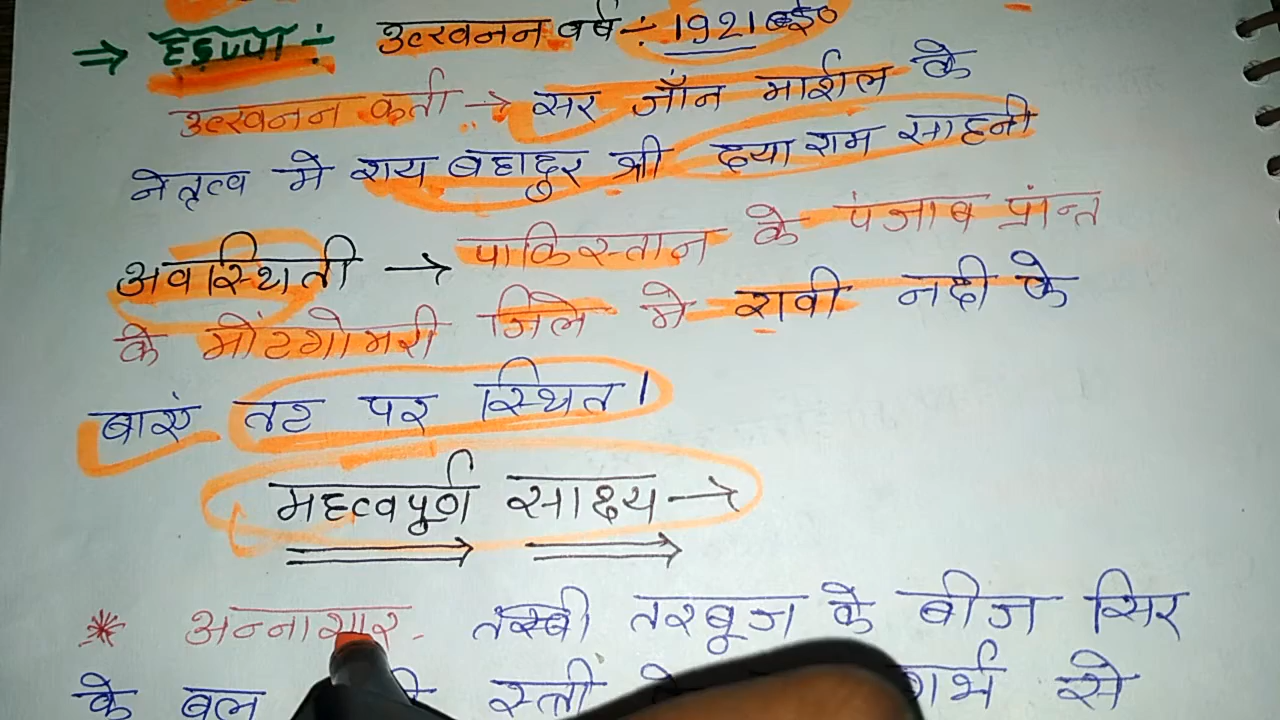 ⇒ हड़प्पा ÷ उत्खनन वर्ष ÷ 1921 ई०
उत्खनन कर्ता → सर जॉन मार्शल के
नेतृत्व मे राय बहादुर श्री दया राम साहनी
अवस्थिती → पाकिस्तान के पंजाब प्रांन्त
के मोंटगोमरी जिले मे रावी नदी के
बाएं तट पर स्थित।
महत्वपूर्ण साक्ष्य →
* अन्नागार - तरबूज के बीज सिर
के बल स्त्री गर्भ से